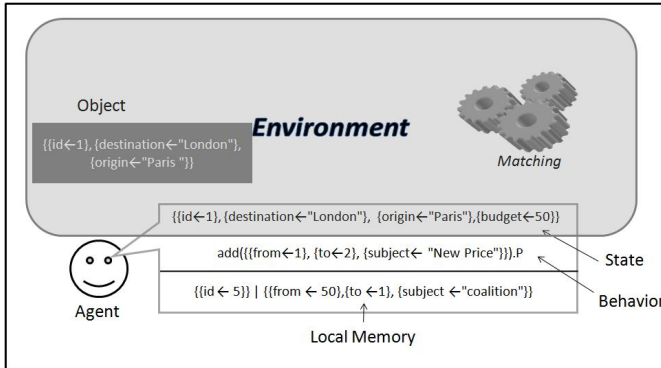 Object
{{id←1}, {destination←"London"},
{origin←"Paris "}}
Environment
Matching
{{id←1}, {destination←"London"}, {origin←"Paris"},{budget←50}}
add({{from←1}, {to←2}, {subject← "New Price"}}).P
{{id ← 5}} | {{from ← 50},{to ←1}, {subject ←"coalition"}}
State
Behavior
Agent
Local Memory